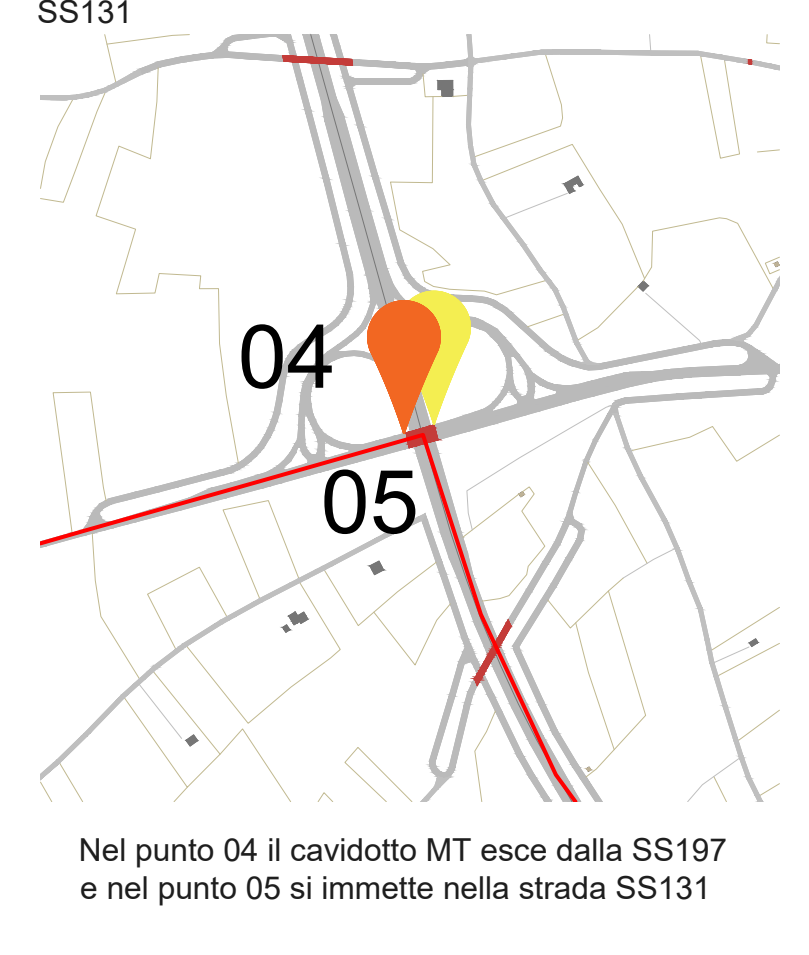 SS131
04
05
Nel punto 04 il cavidotto MT esce dalla SS197
e nel punto 05 si immette nella strada SS131